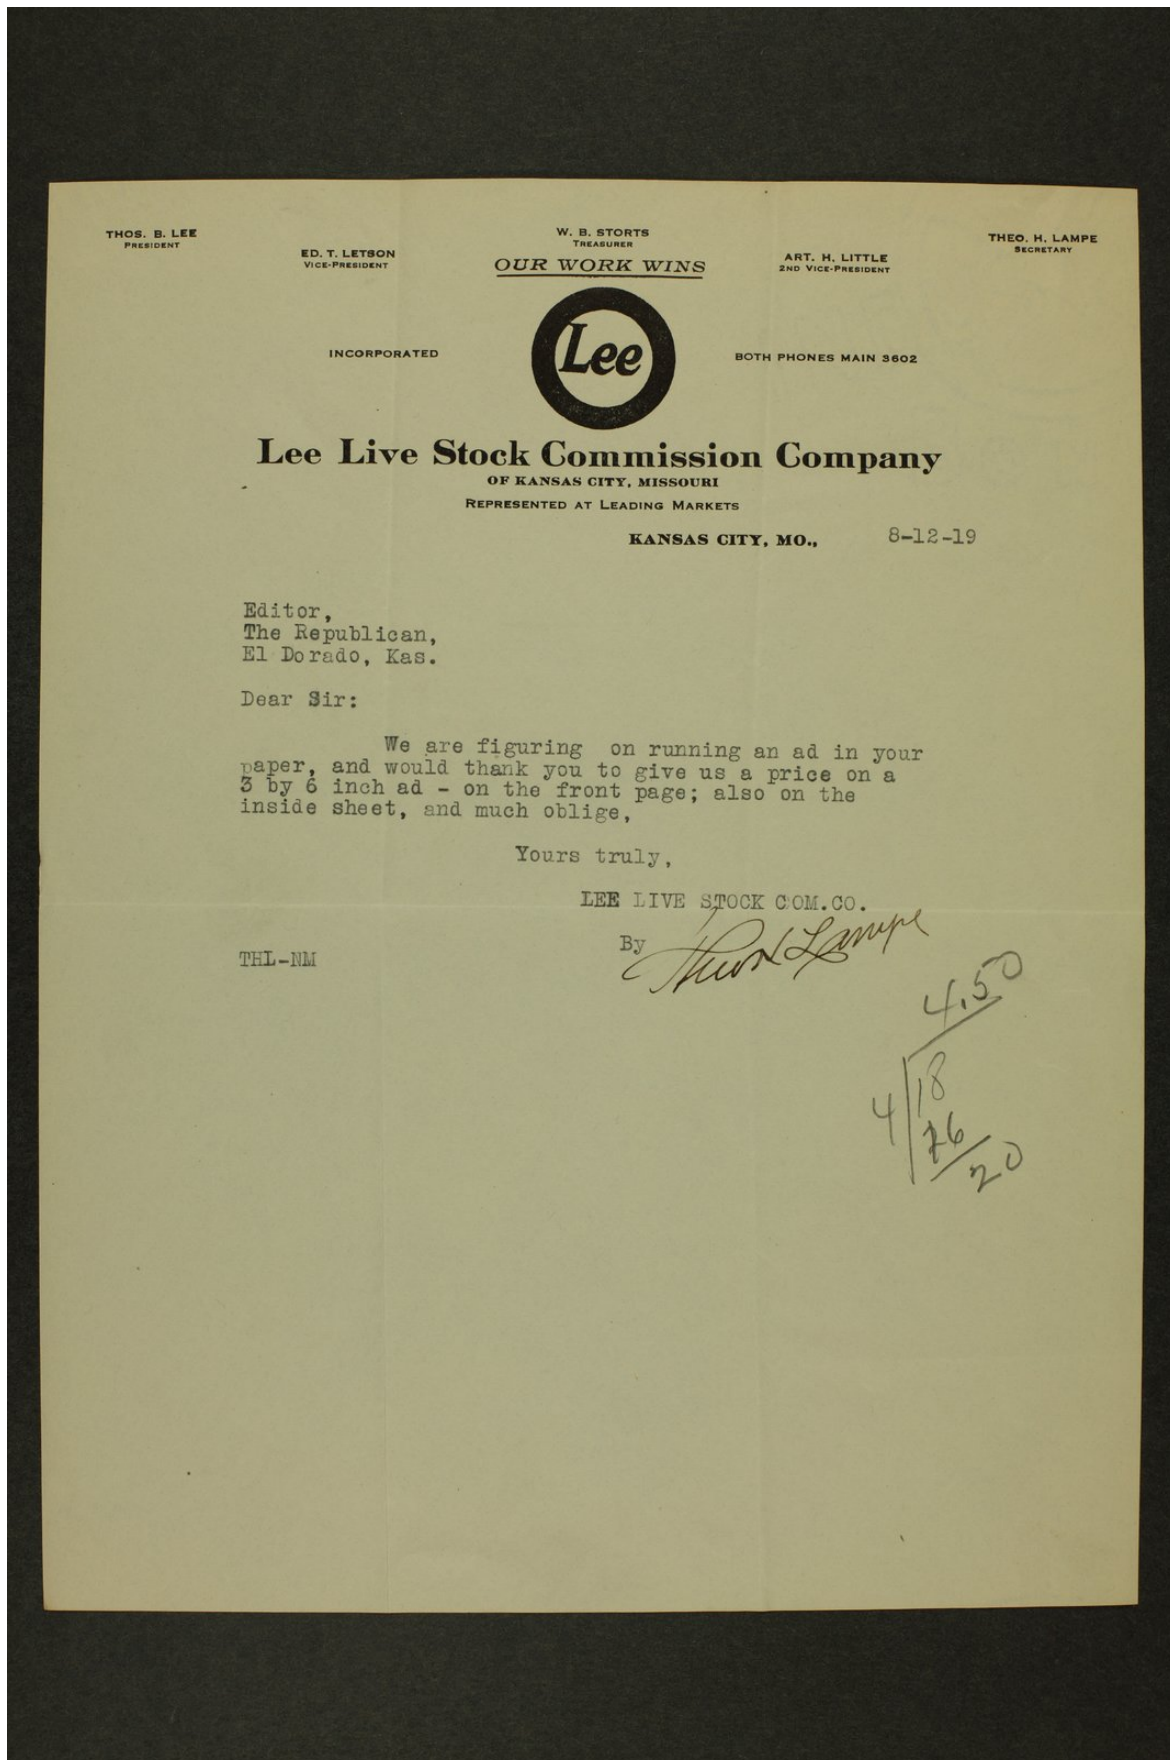 THOS. B. LEE
PRESIDENT
ED. T. LETSON
VICE-PRESIDENT
W. B. STORTS
TREASURER
OUR WORK WINS
ART. H. LITTLE
2ND VICE-PRESIDENT
THEO. H. LAMPE
SECRETARY
INCORPORATED
Lee
BOTH PHONES MAIN 3602
Lee Live Stock Commission Company
OF KANSAS CITY, MISSOURI
REPRESENTED AT LEADING MARKETS
KANSAS CITY, MO., 8-12-19
Editor,
The Republican,
El Dorado, Kas.
Dear Sir:
We are figuring on running an ad in your
paper, and would thank you to give us a price on a
3 by 6 inch ad - on the front page; also on the
inside sheet, and much oblige,
Yours truly,
LEE LIVE STOCK COM.CO.
By Theo H Lampe
THL-NM
4.50
4 18
16
20